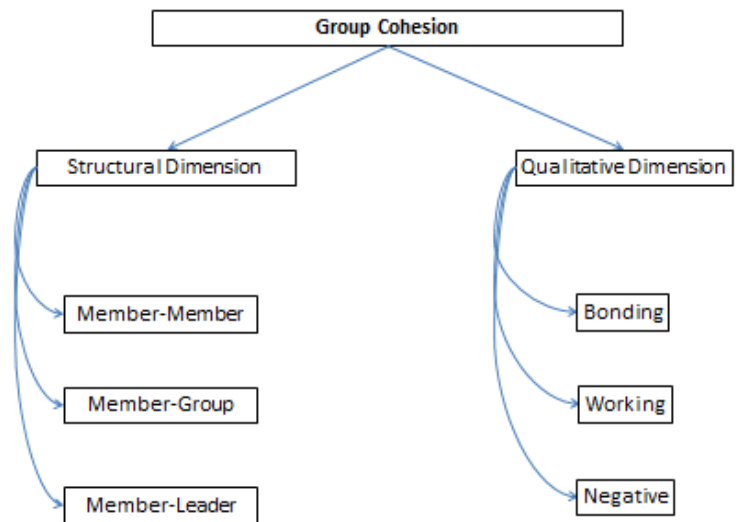 Group Cohesion
Structural Dimension
Qualitative Dimension
Member-Member
Bonding
Member-Group
Working
Member-Leader
Negative